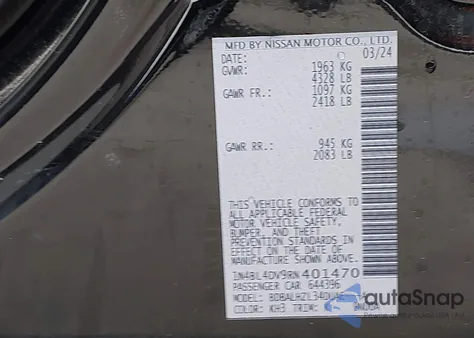 MFD BY NISSAN MOTOR CO., LTD.
DATE: 03/24
GVWR: 1963 KG
4328 LB
GAWR FR.: 1097 KG
2418 LB
GAWR RR.: 945 KG
2083 LB
THIS VEHICLE CONFORMS TO
ALL APPLICABLE FEDERAL
MOTOR VEHICLE SAFETY,
BUMPER, AND THEFT
PREVENTION STANDARDS IN
EFFECT ON THE DATE OF
MANUFACTURE SHOWN ABOVE.
1N4BL4DV9RN401470
PASSENGER CAR 644396
MODEL:
COLOR: KH3 TRIM:
autoSnap